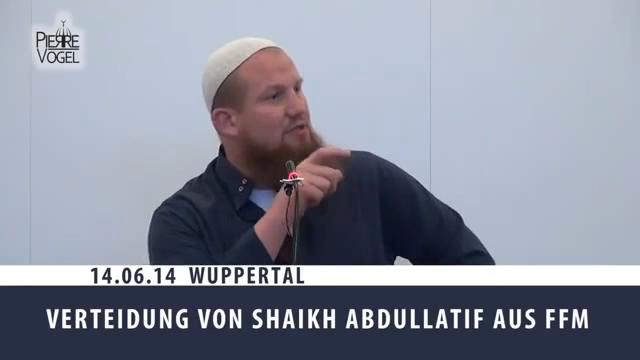 PIERRE
VOGEL
14.06.14 WUPPERTAL
VERTEIDUNG VON SHAIKH ABDULLATIF AUS FFM